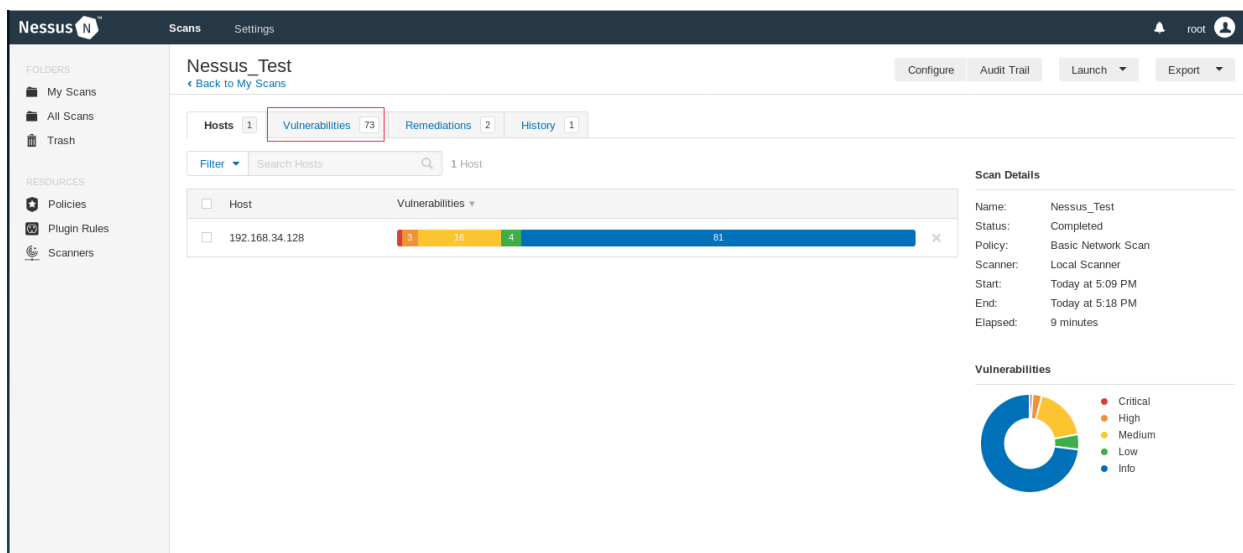 Nessus N ™ Scans Settings root
FOLDERS
My Scans
All Scans
Trash
RESOURCES
Policies
Plugin Rules
Scanners
Nessus_Test
‹ Back to My Scans
Configure Audit Trail Launch Export
Hosts 1 Vulnerabilities 73 Remediations 2 History 1
Filter Search Hosts 1 Host
Host Vulnerabilities
192.168.34.128 3 16 4 81
Scan Details
Name: Nessus_Test
Status: Completed
Policy: Basic Network Scan
Scanner: Local Scanner
Start: Today at 5:09 PM
End: Today at 5:18 PM
Elapsed: 9 minutes
Vulnerabilities
Critical
High
Medium
Low
Info